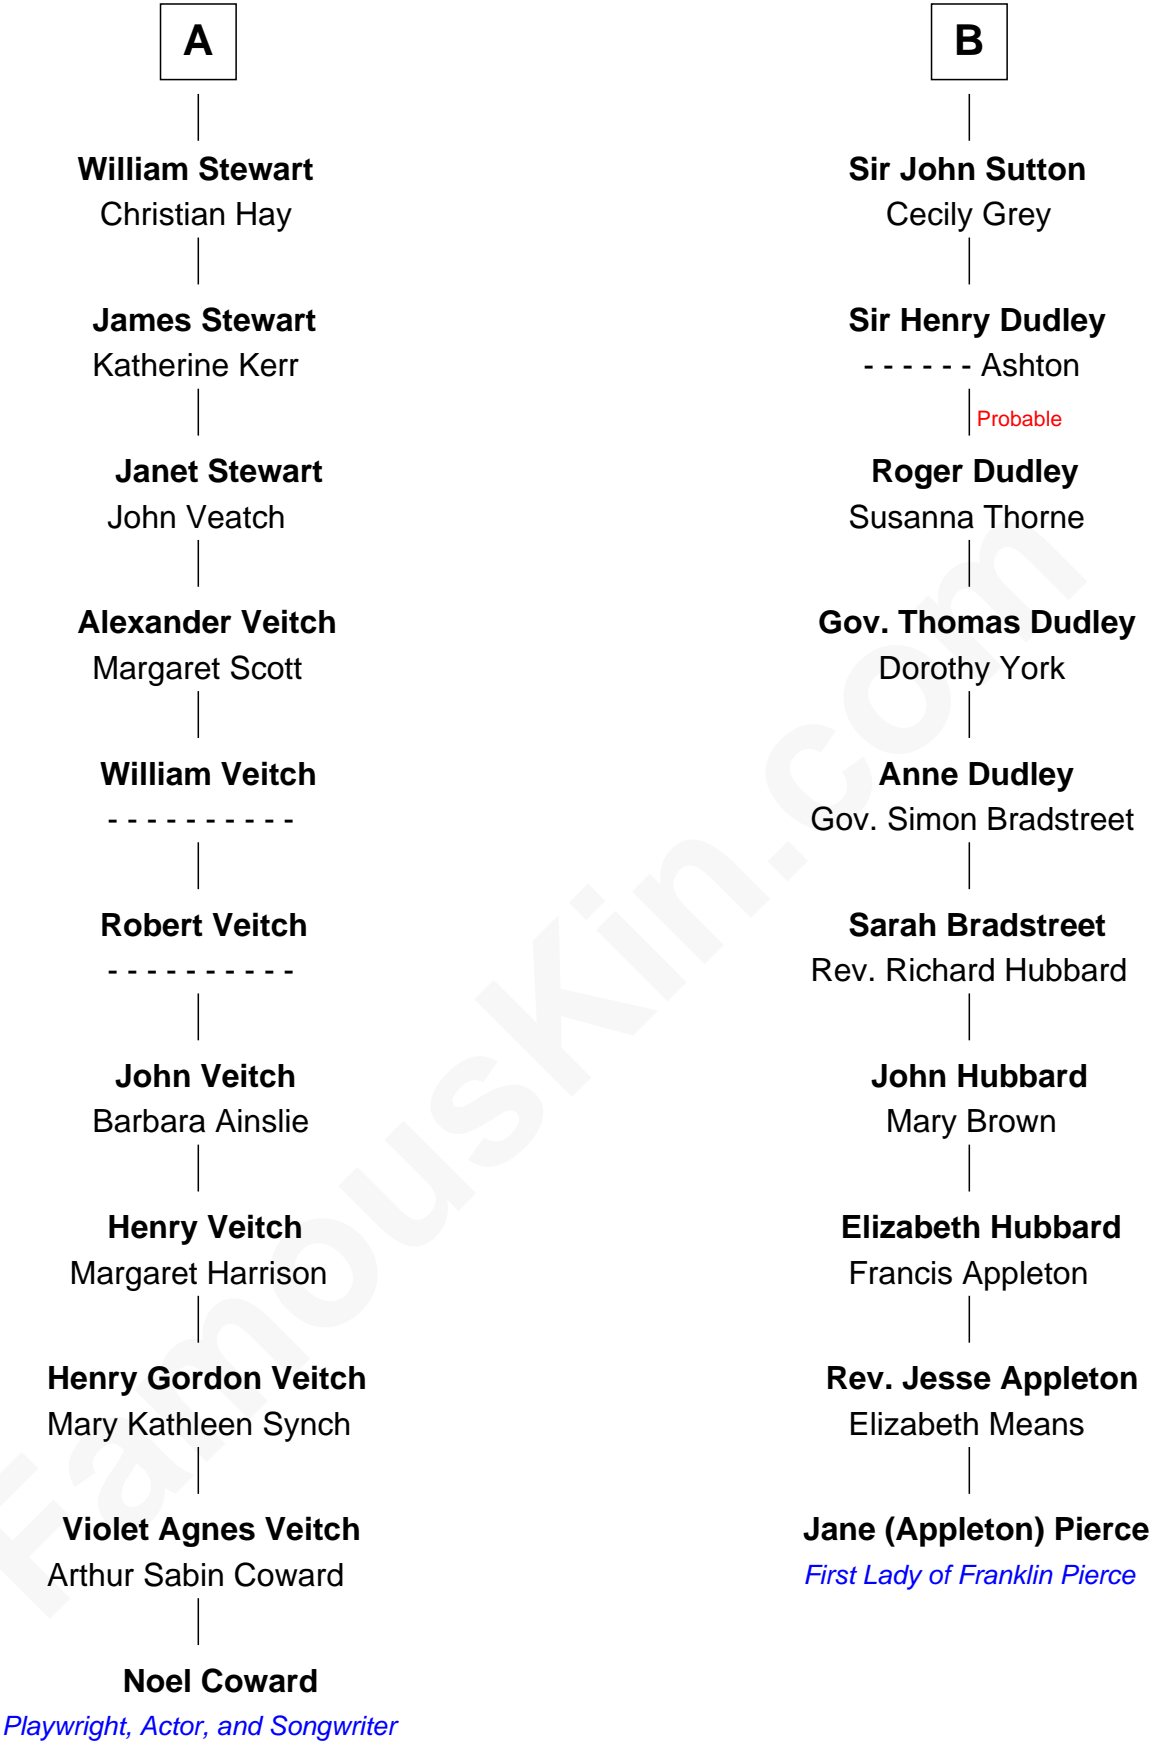 A
William Stewart
Christian Hay
James Stewart
Katherine Kerr
Janet Stewart
John Veatch
Alexander Veitch
Margaret Scott
William Veitch
- - - - - - - - - -
Robert Veitch
- - - - - - - - - -
John Veitch
Barbara Ainslie
Henry Veitch
Margaret Harrison
Henry Gordon Veitch
Mary Kathleen Synch
Violet Agnes Veitch
Arthur Sabin Coward
Noel Coward
Playwright, Actor, and Songwriter
B
Sir John Sutton
Cecily Grey
Sir Henry Dudley
- - - - - - Ashton
Probable
Roger Dudley
Susanna Thorne
Gov. Thomas Dudley
Dorothy York
Anne Dudley
Gov. Simon Bradstreet
Sarah Bradstreet
Rev. Richard Hubbard
John Hubbard
Mary Brown
Elizabeth Hubbard
Francis Appleton
Rev. Jesse Appleton
Elizabeth Means
Jane (Appleton) Pierce
First Lady of Franklin Pierce
FamousKin.com